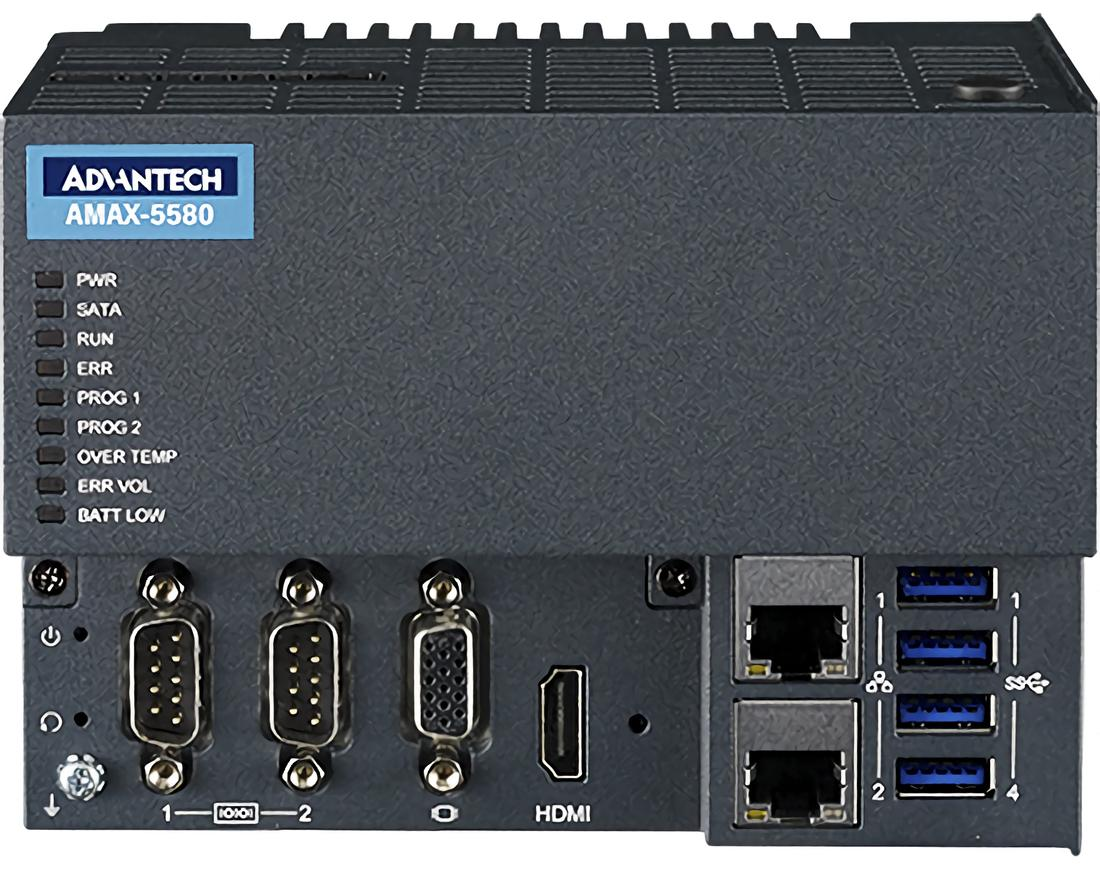 ADVANTECH
AMAX-5580
PWR
SATA
RUN
ERR
PROG 1
PROG 2
OVER TEMP
ERR VOL
BATT LOW
1 1
SS
2 4
1 2 HDMI